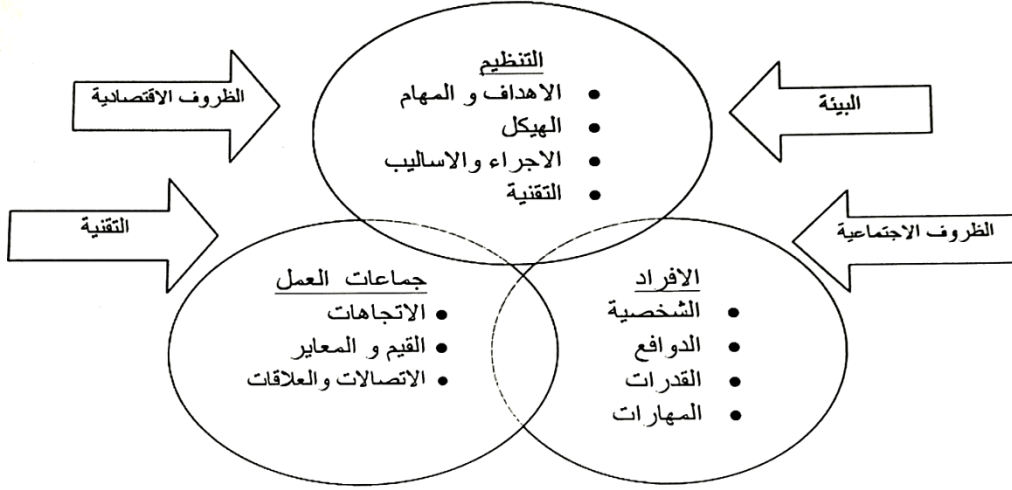 التنظيم
الاهداف و المهام
الهيكل
الاجراء والاساليب
التقنية
البيئة
الظروف الاقتصادية
الظروف الاجتماعية
التقنية
الافراد
الشخصية
الدوافع
القدرات
المهارات
جماعات العمل
الاتجاهات
القيم و المعاير
الاتصالات والعلاقات